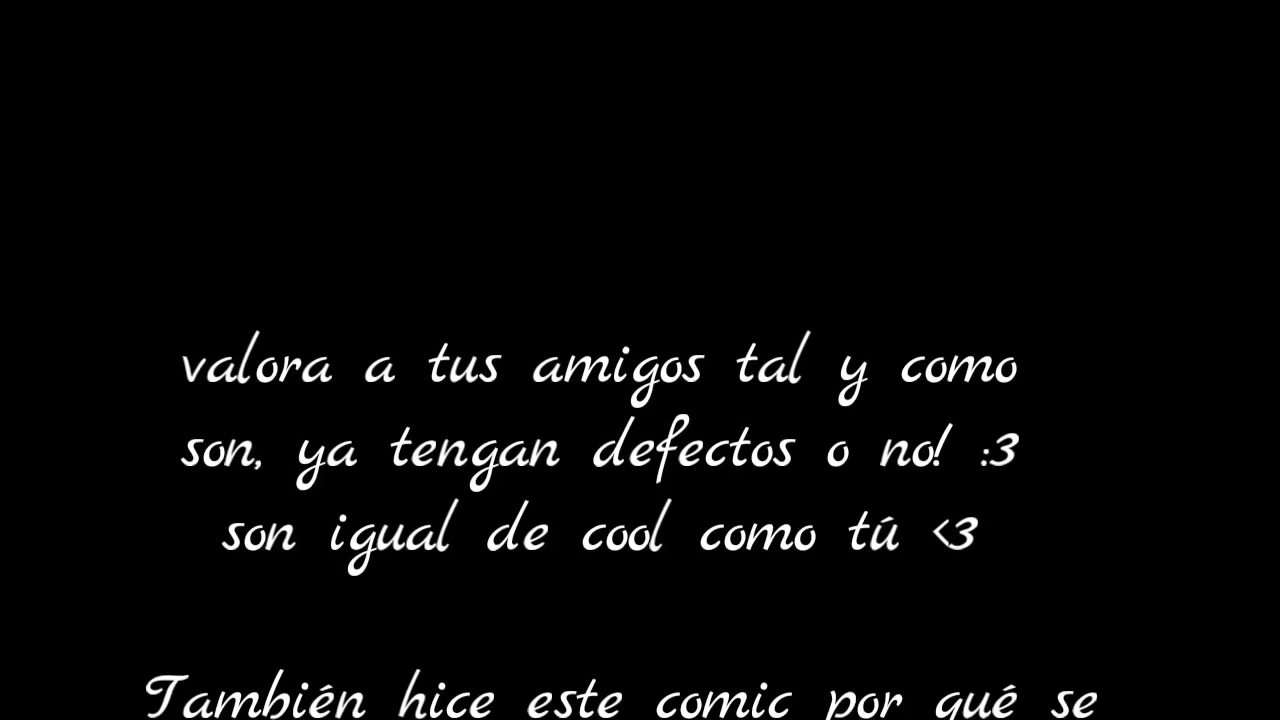 valora a tus amigos tal y como
son, ya tengan defectos o no! :3
son igual de cool como tú <3
También hice este comic por qué se